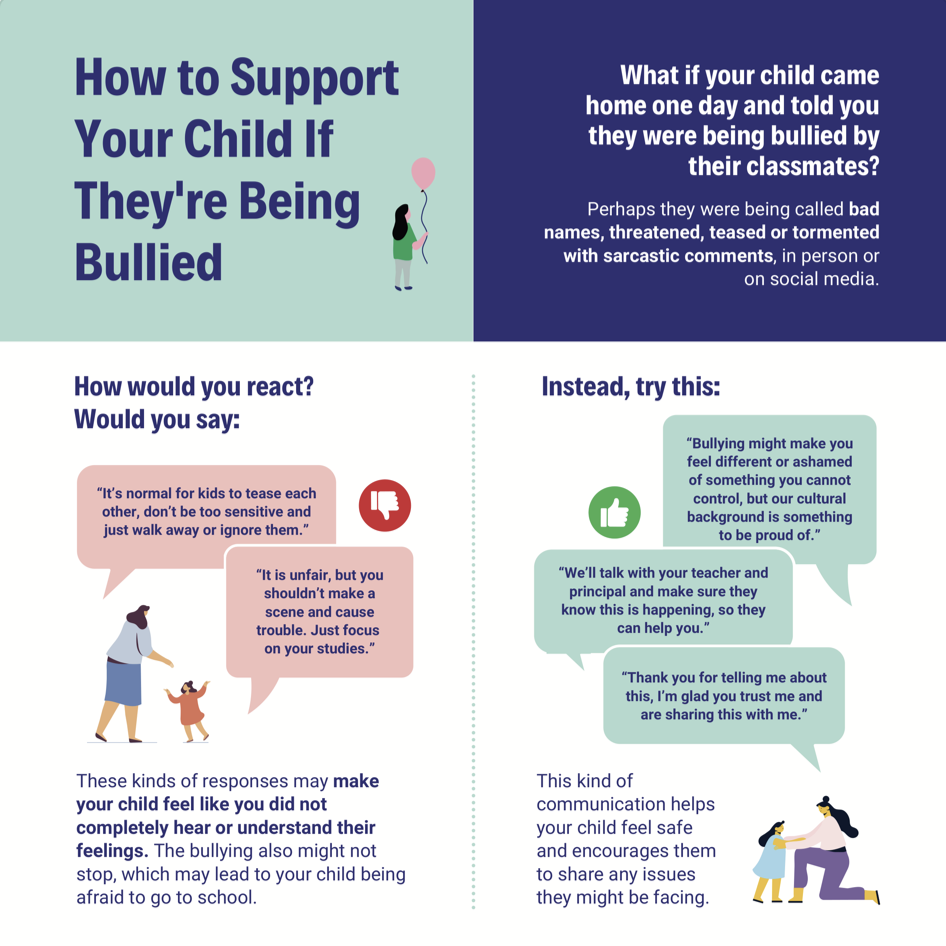 How to Support
Your Child If
They're Being
Bullied
What if your child came
home one day and told you
they were being bullied by
their classmates?
Perhaps they were being called bad
names, threatened, teased or tormented
with sarcastic comments, in person or
on social media.
How would you react?
Would you say:
“It’s normal for kids to tease each
other, don’t be too sensitive and
just walk away or ignore them.”
“It is unfair, but you
shouldn’t make a
scene and cause
trouble. Just focus
on your studies.”
These kinds of responses may make
your child feel like you did not
completely hear or understand their
feelings. The bullying also might not
stop, which may lead to your child being
afraid to go to school.
Instead, try this:
“Bullying might make you
feel different or ashamed
of something you cannot
control, but our cultural
background is something
to be proud of.”
“We’ll talk with your teacher and
principal and make sure they
know this is happening, so they
can help you.”
“Thank you for telling me about
this, I’m glad you trust me and
are sharing this with me.”
This kind of
communication helps
your child feel safe
and encourages them
to share any issues
they might be facing.